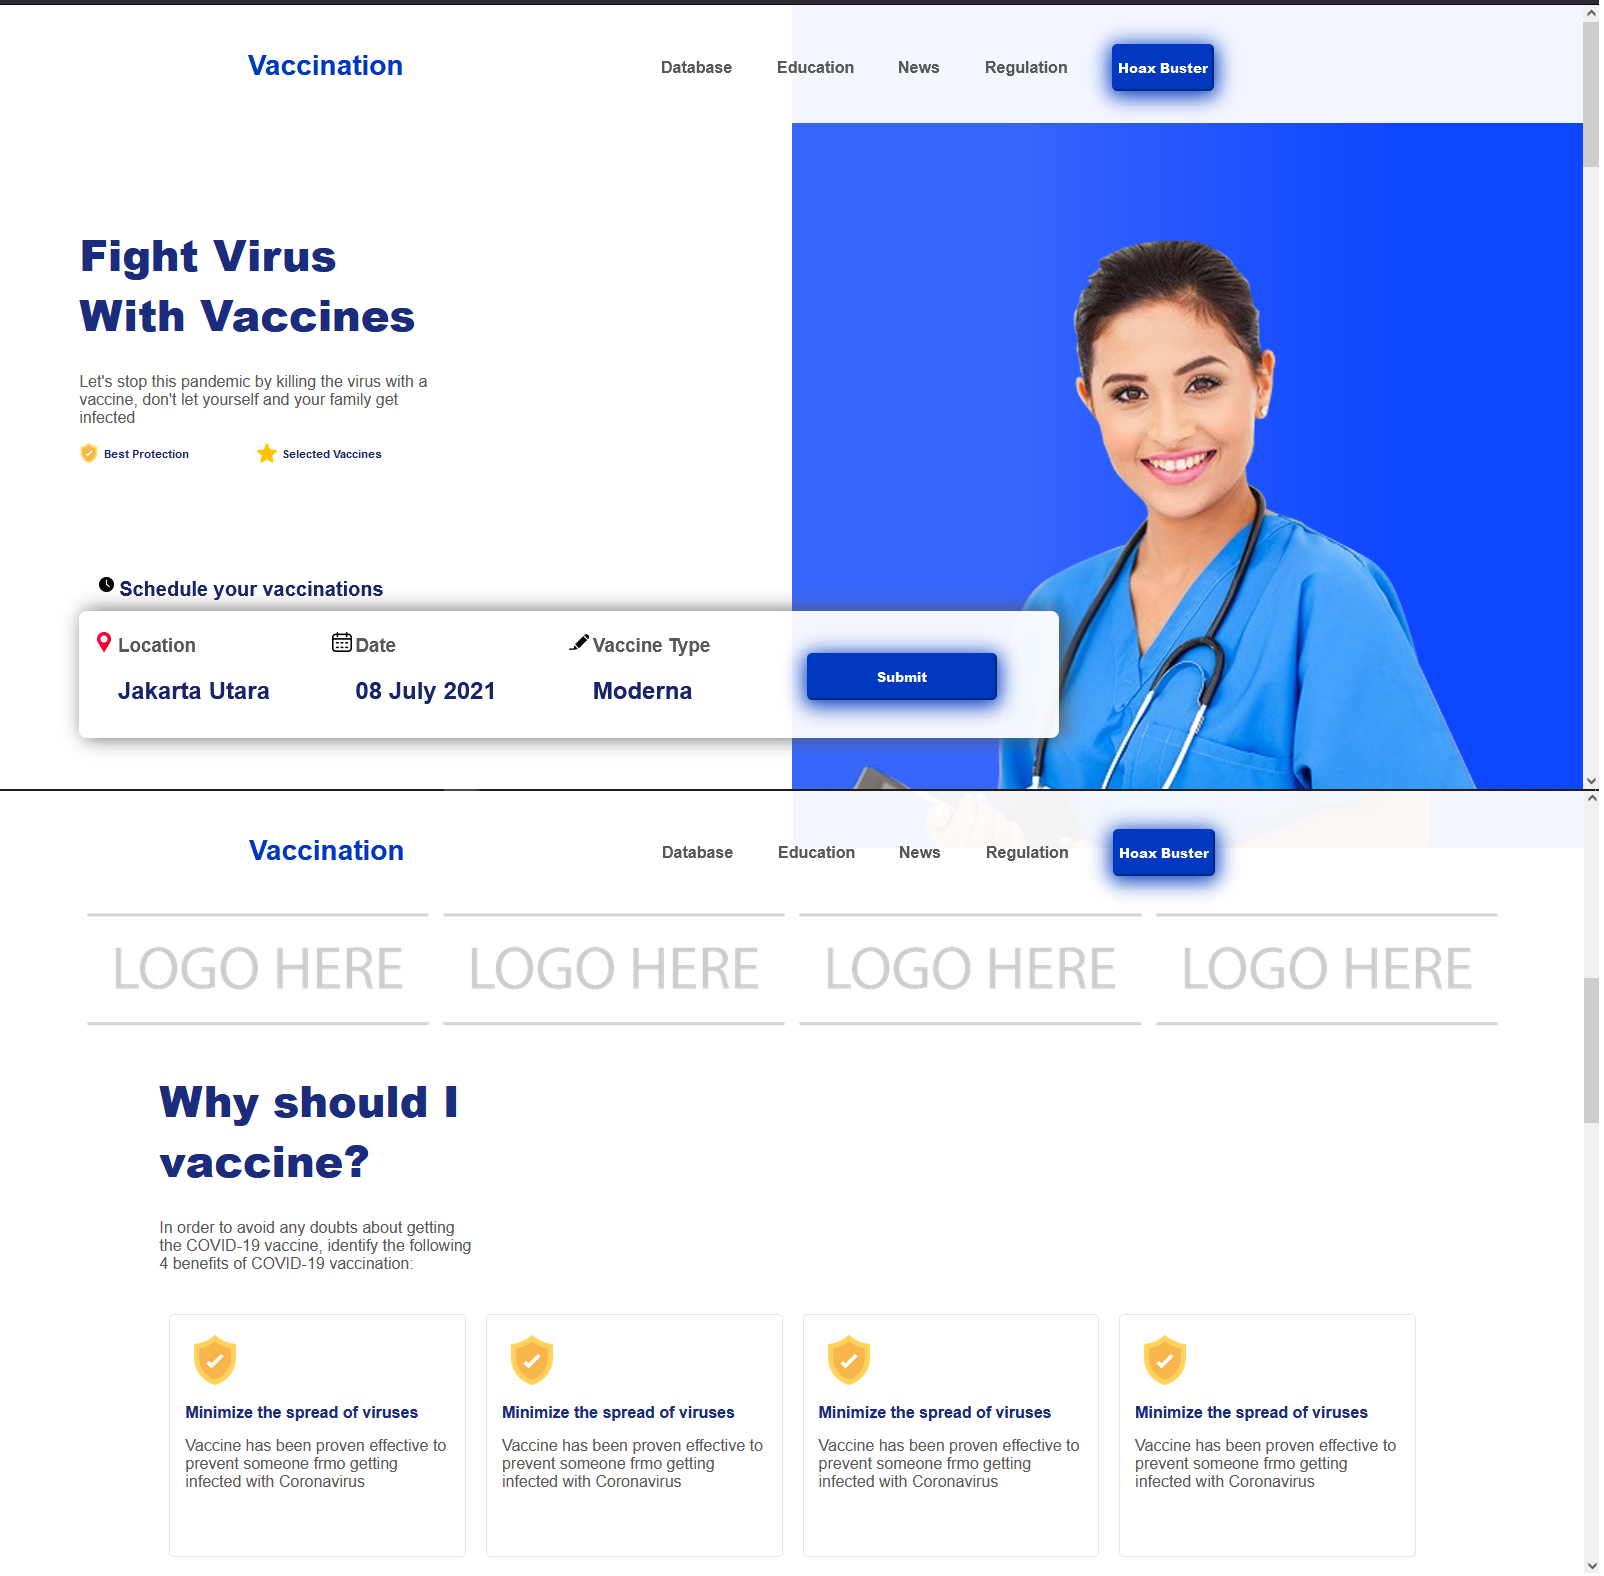 Vaccination
Database Education News Regulation Hoax Buster
Fight Virus
With Vaccines
Let's stop this pandemic by killing the virus with a
vaccine, don't let yourself and your family get
infected
Best Protection Selected Vaccines
Schedule your vaccinations
Location Date Vaccine Type
Jakarta Utara 08 July 2021 Moderna
Submit
Vaccination
Database Education News Regulation Hoax Buster
LOGO HERE LOGO HERE LOGO HERE LOGO HERE
Why should I
vaccine?
In order to avoid any doubts about getting
the COVID-19 vaccine, identify the following
4 benefits of COVID-19 vaccination:
Minimize the spread of viruses
Vaccine has been proven effective to
prevent someone frmo getting
infected with Coronavirus
Minimize the spread of viruses
Vaccine has been proven effective to
prevent someone frmo getting
infected with Coronavirus
Minimize the spread of viruses
Vaccine has been proven effective to
prevent someone frmo getting
infected with Coronavirus
Minimize the spread of viruses
Vaccine has been proven effective to
prevent someone frmo getting
infected with Coronavirus